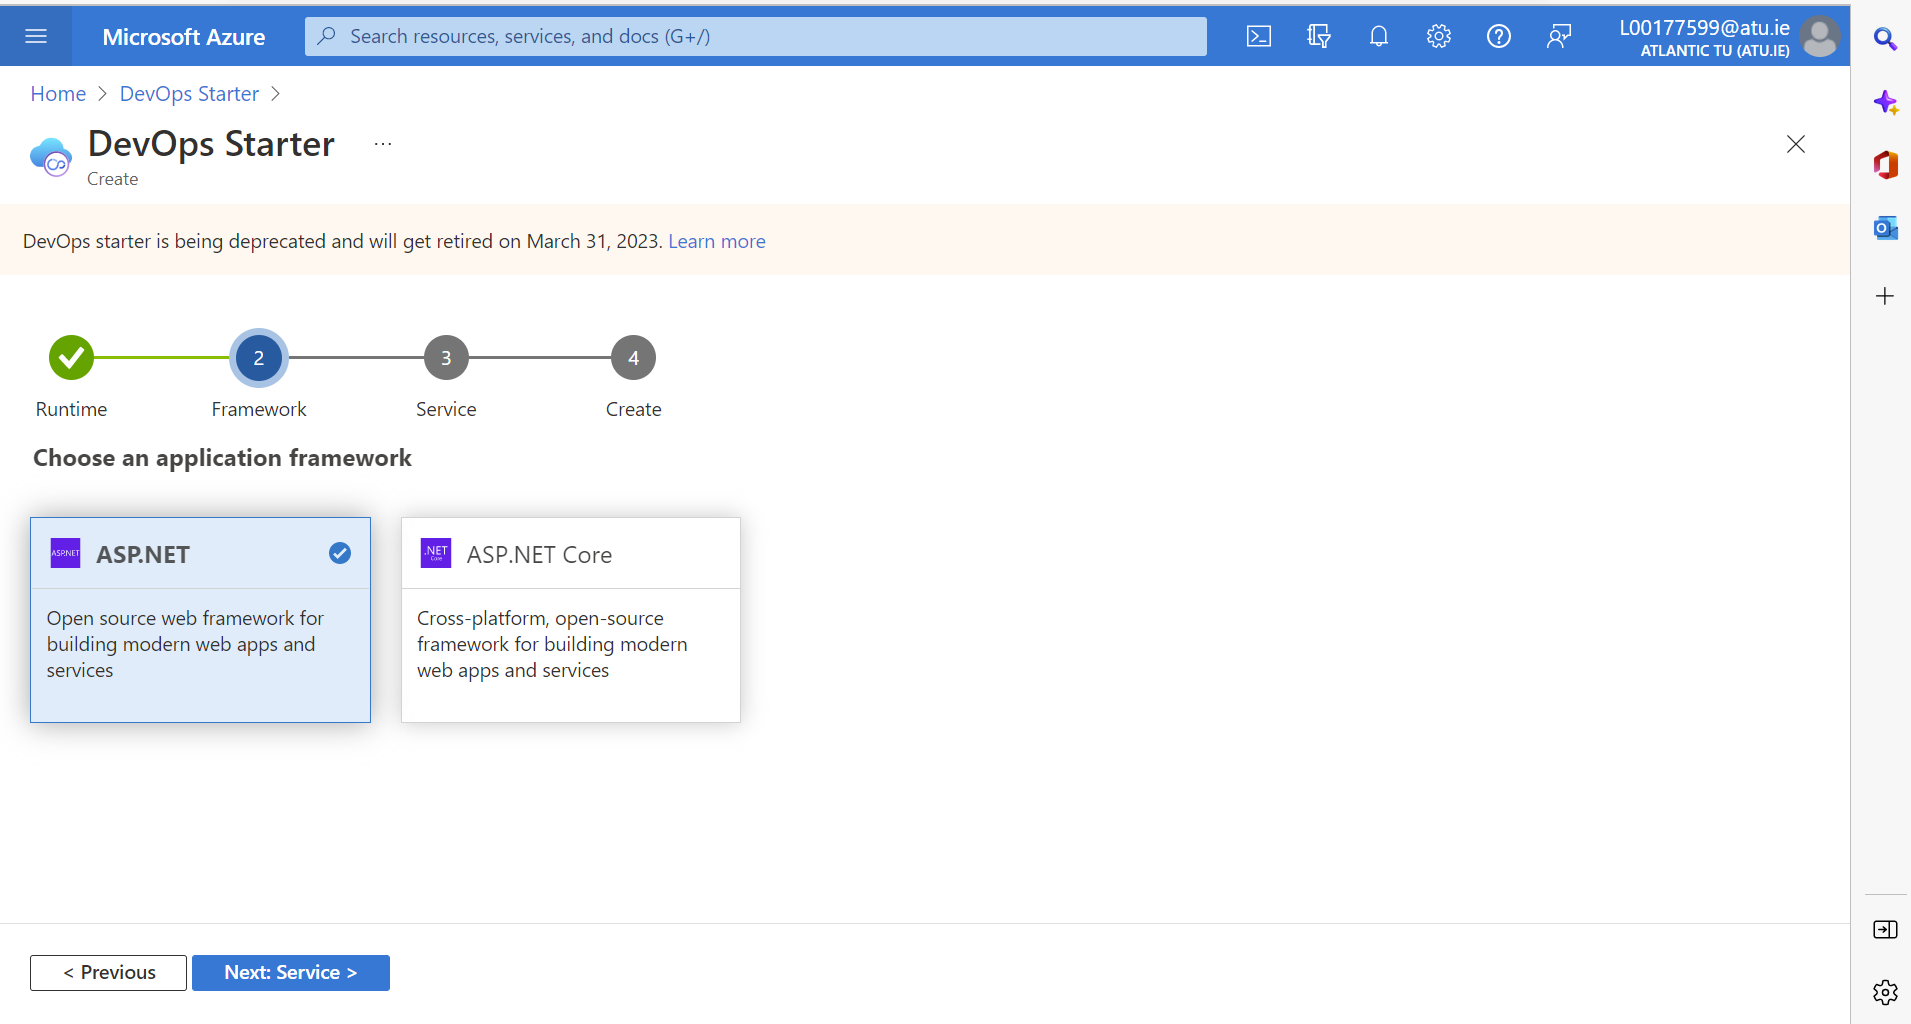 Microsoft Azure
Search resources, services, and docs (G+/)
L00177599@atu.ie
ATLANTIC TU (ATU.IE)
Home > DevOps Starter >
DevOps Starter ...
Create
DevOps starter is being deprecated and will get retired on March 31, 2023. Learn more
2 3 4
Runtime Framework Service Create
Choose an application framework
ASP.NET
ASP.NET
Open source web framework for
building modern web apps and
services
.NET
Core
ASP.NET Core
Cross-platform, open-source
framework for building modern
web apps and services
< Previous
Next: Service >